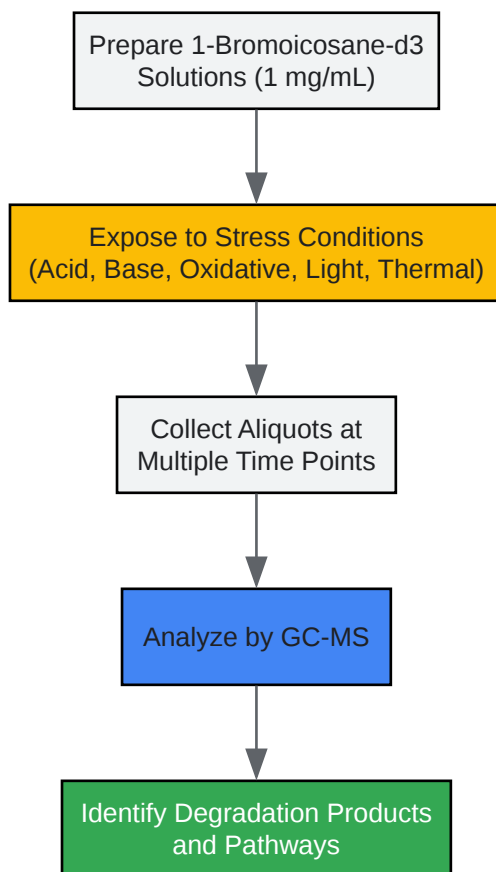 Prepare 1-Bromoicosane-d3
Solutions (1 mg/mL)
Expose to Stress Conditions
(Acid, Base, Oxidative, Light, Thermal)
Collect Aliquots at
Multiple Time Points
Analyze by GC-MS
Identify Degradation Products
and Pathways